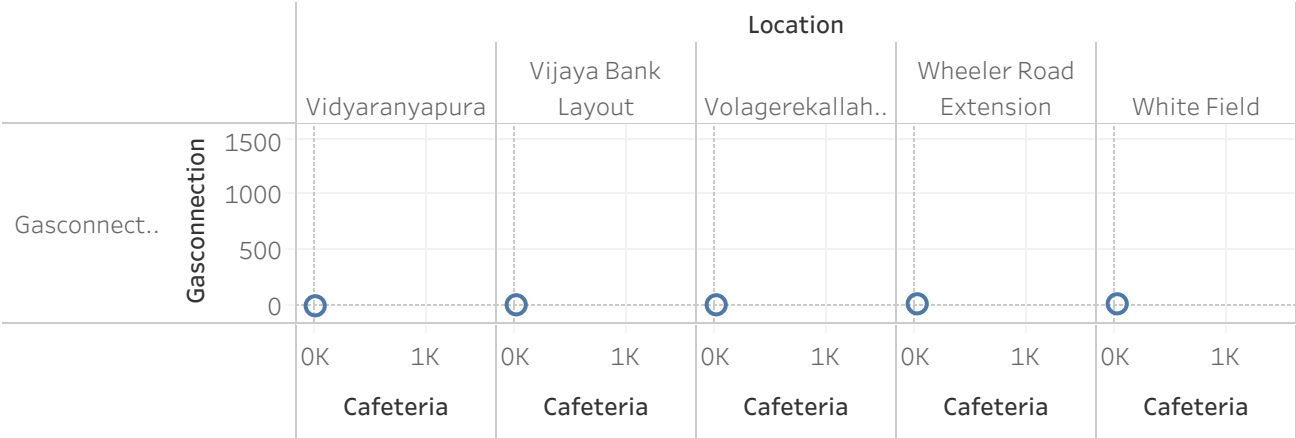 Location
Vidyaranyapura
Vijaya Bank
Layout
Volagerekallah..
Wheeler Road
Extension
White Field
Gasconnect..
Gasconnection
1500
1000
500
0
0K 1K 0K 1K 0K 1K 0K 1K 0K 1K
Cafeteria Cafeteria Cafeteria Cafeteria Cafeteria